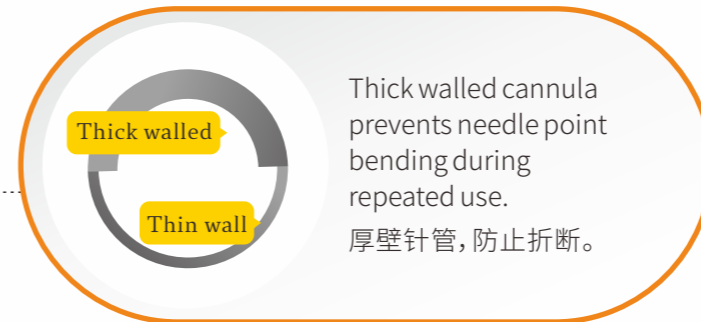 Thick walled
Thin wall
Thick walled cannula
prevents needle point
bending during
repeated use.
厚壁针管，防止折断。